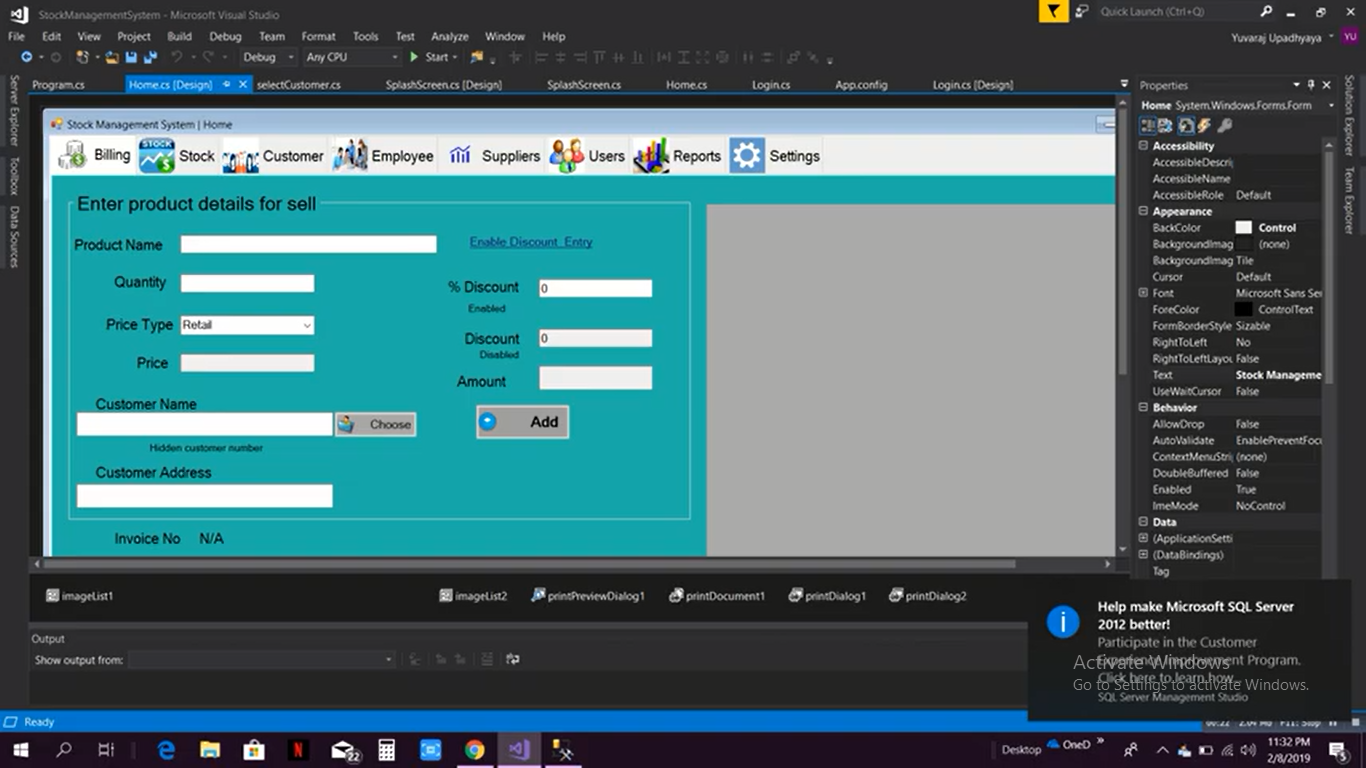 StockManagementSystem - Microsoft Visual Studio
Quick Launch (Ctrl+Q)
File Edit View Project Build Debug Team Format Tools Test Analyze Window Help
Yuvaraj Upadhyaya YU
Debug Any CPU Start
Program.cs Home.cs [Design] selectCustomer.cs SplashScreen.cs [Design] SplashScreen.cs Home.cs Login.cs App.config Login.cs [Design]
Server Explorer
Toolbox
Data Sources
Stock Management System | Home
Billing STOCK Stock Customer Employee Suppliers Users Reports Settings
Enter product details for sell
Product Name
Enable Discount Entry
Quantity
% Discount 0
Enabled
Price Type Retail
Discount 0
Disabled
Price
Amount
Customer Name
Choose
Add
Hidden customer number
Customer Address
Invoice No N/A
Properties
Home System.Windows.Forms.Form
Accessibility
AccessibleDescri
AccessibleName
AccessibleRole Default
Appearance
BackColor Control
BackgroundImag (none)
BackgroundImag Tile
Cursor Default
Font Microsoft Sans Se
ForeColor ControlText
FormBorderStyle Sizable
RightToLeft No
RightToLeftLayou False
Text Stock Manageme
UseWaitCursor False
Behavior
AllowDrop False
AutoValidate EnablePreventFoc
ContextMenuStri (none)
DoubleBuffered False
Enabled True
ImeMode NoControl
Data
(ApplicationSetti
(DataBindings)
Tag
Solution Explorer
Team Explorer
imageList1 imageList2 printPreviewDialog1 printDocument1 printDialog1 printDialog2
Output
Show output from:
Help make Microsoft SQL Server
2012 better!
Participate in the Customer
Experience Improvement Program.
Click here to learn how...
SQL Server Management Studio
Activate Windows
Go to Settings to activate Windows.
Ready
22
Desktop OneD
11:32 PM
2/8/2019
5